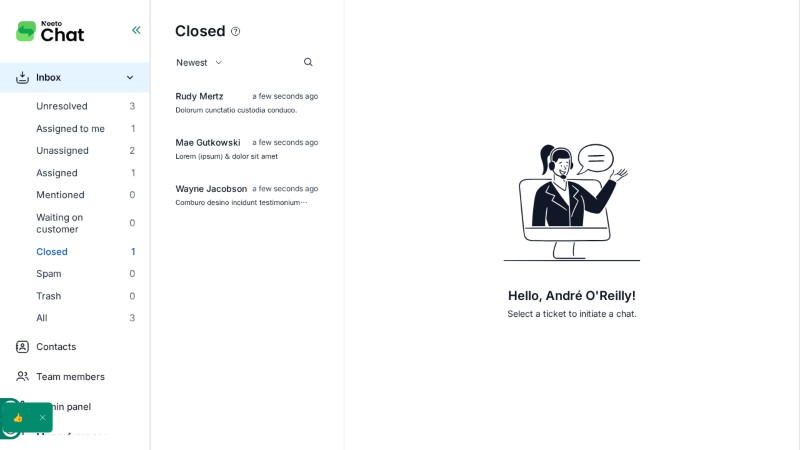 Neeto
Chat
Inbox
Unresolved 3
Assigned to me 1
Unassigned 2
Assigned 1
Mentioned 0
Waiting on
customer 0
Closed 1
Spam 0
Trash 0
All 3
Contacts
Team members
panel
Closed
Newest
Rudy Mertz a few seconds ago
Dolorum cunctatio custodia conduco.
Mae Gutkowski a few seconds ago
Lorem (ipsum) & dolor sit amet
Wayne Jacobson a few seconds ago
Comburo desino incidunt testimonium...
Hello, André O'Reilly!
Select a ticket to initiate a chat.